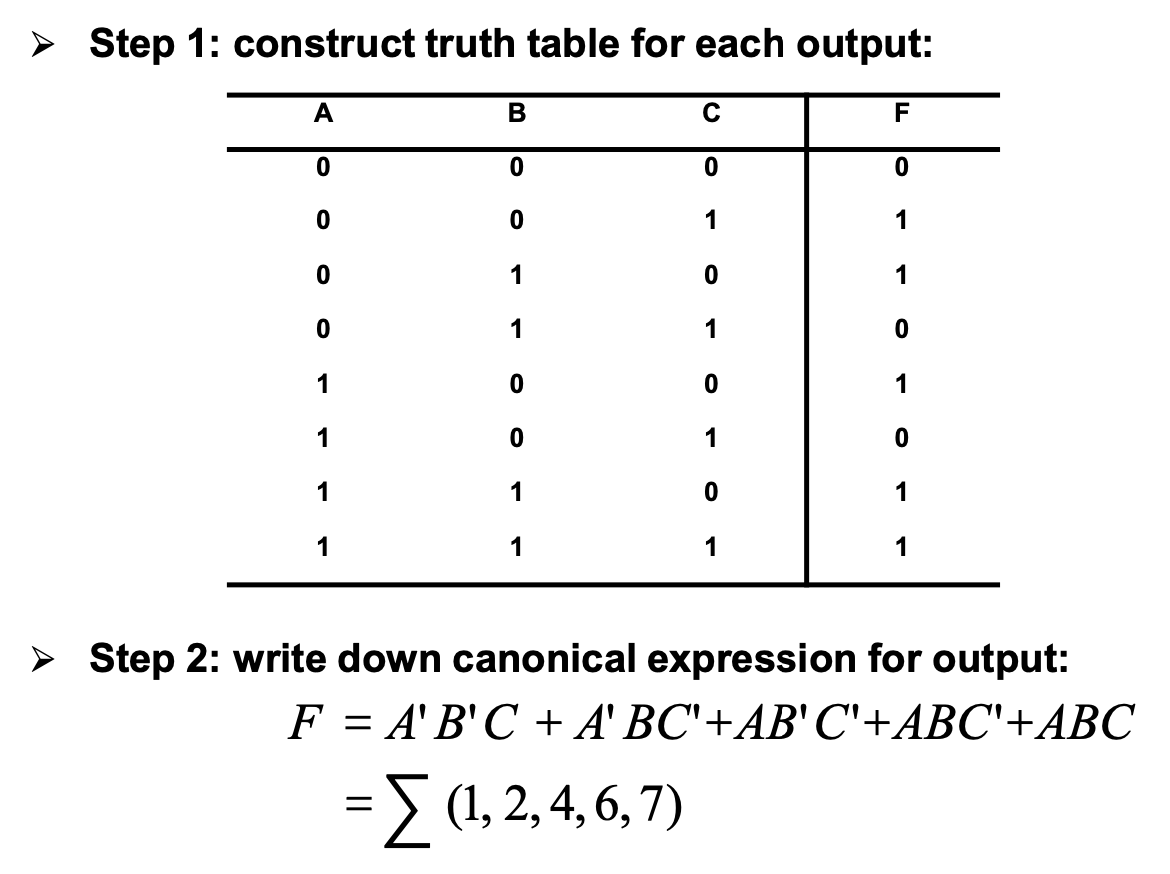 ➢ Step 1: construct truth table for each output:
A B C F
0 0 0 0
0 0 1 1
0 1 0 1
0 1 1 0
1 0 0 1
1 0 1 0
1 1 0 1
1 1 1 1
➢ Step 2: write down canonical expression for output:
F = A' B' C + A' BC'+AB' C'+ABC'+ABC
= ∑ (1, 2, 4, 6, 7)